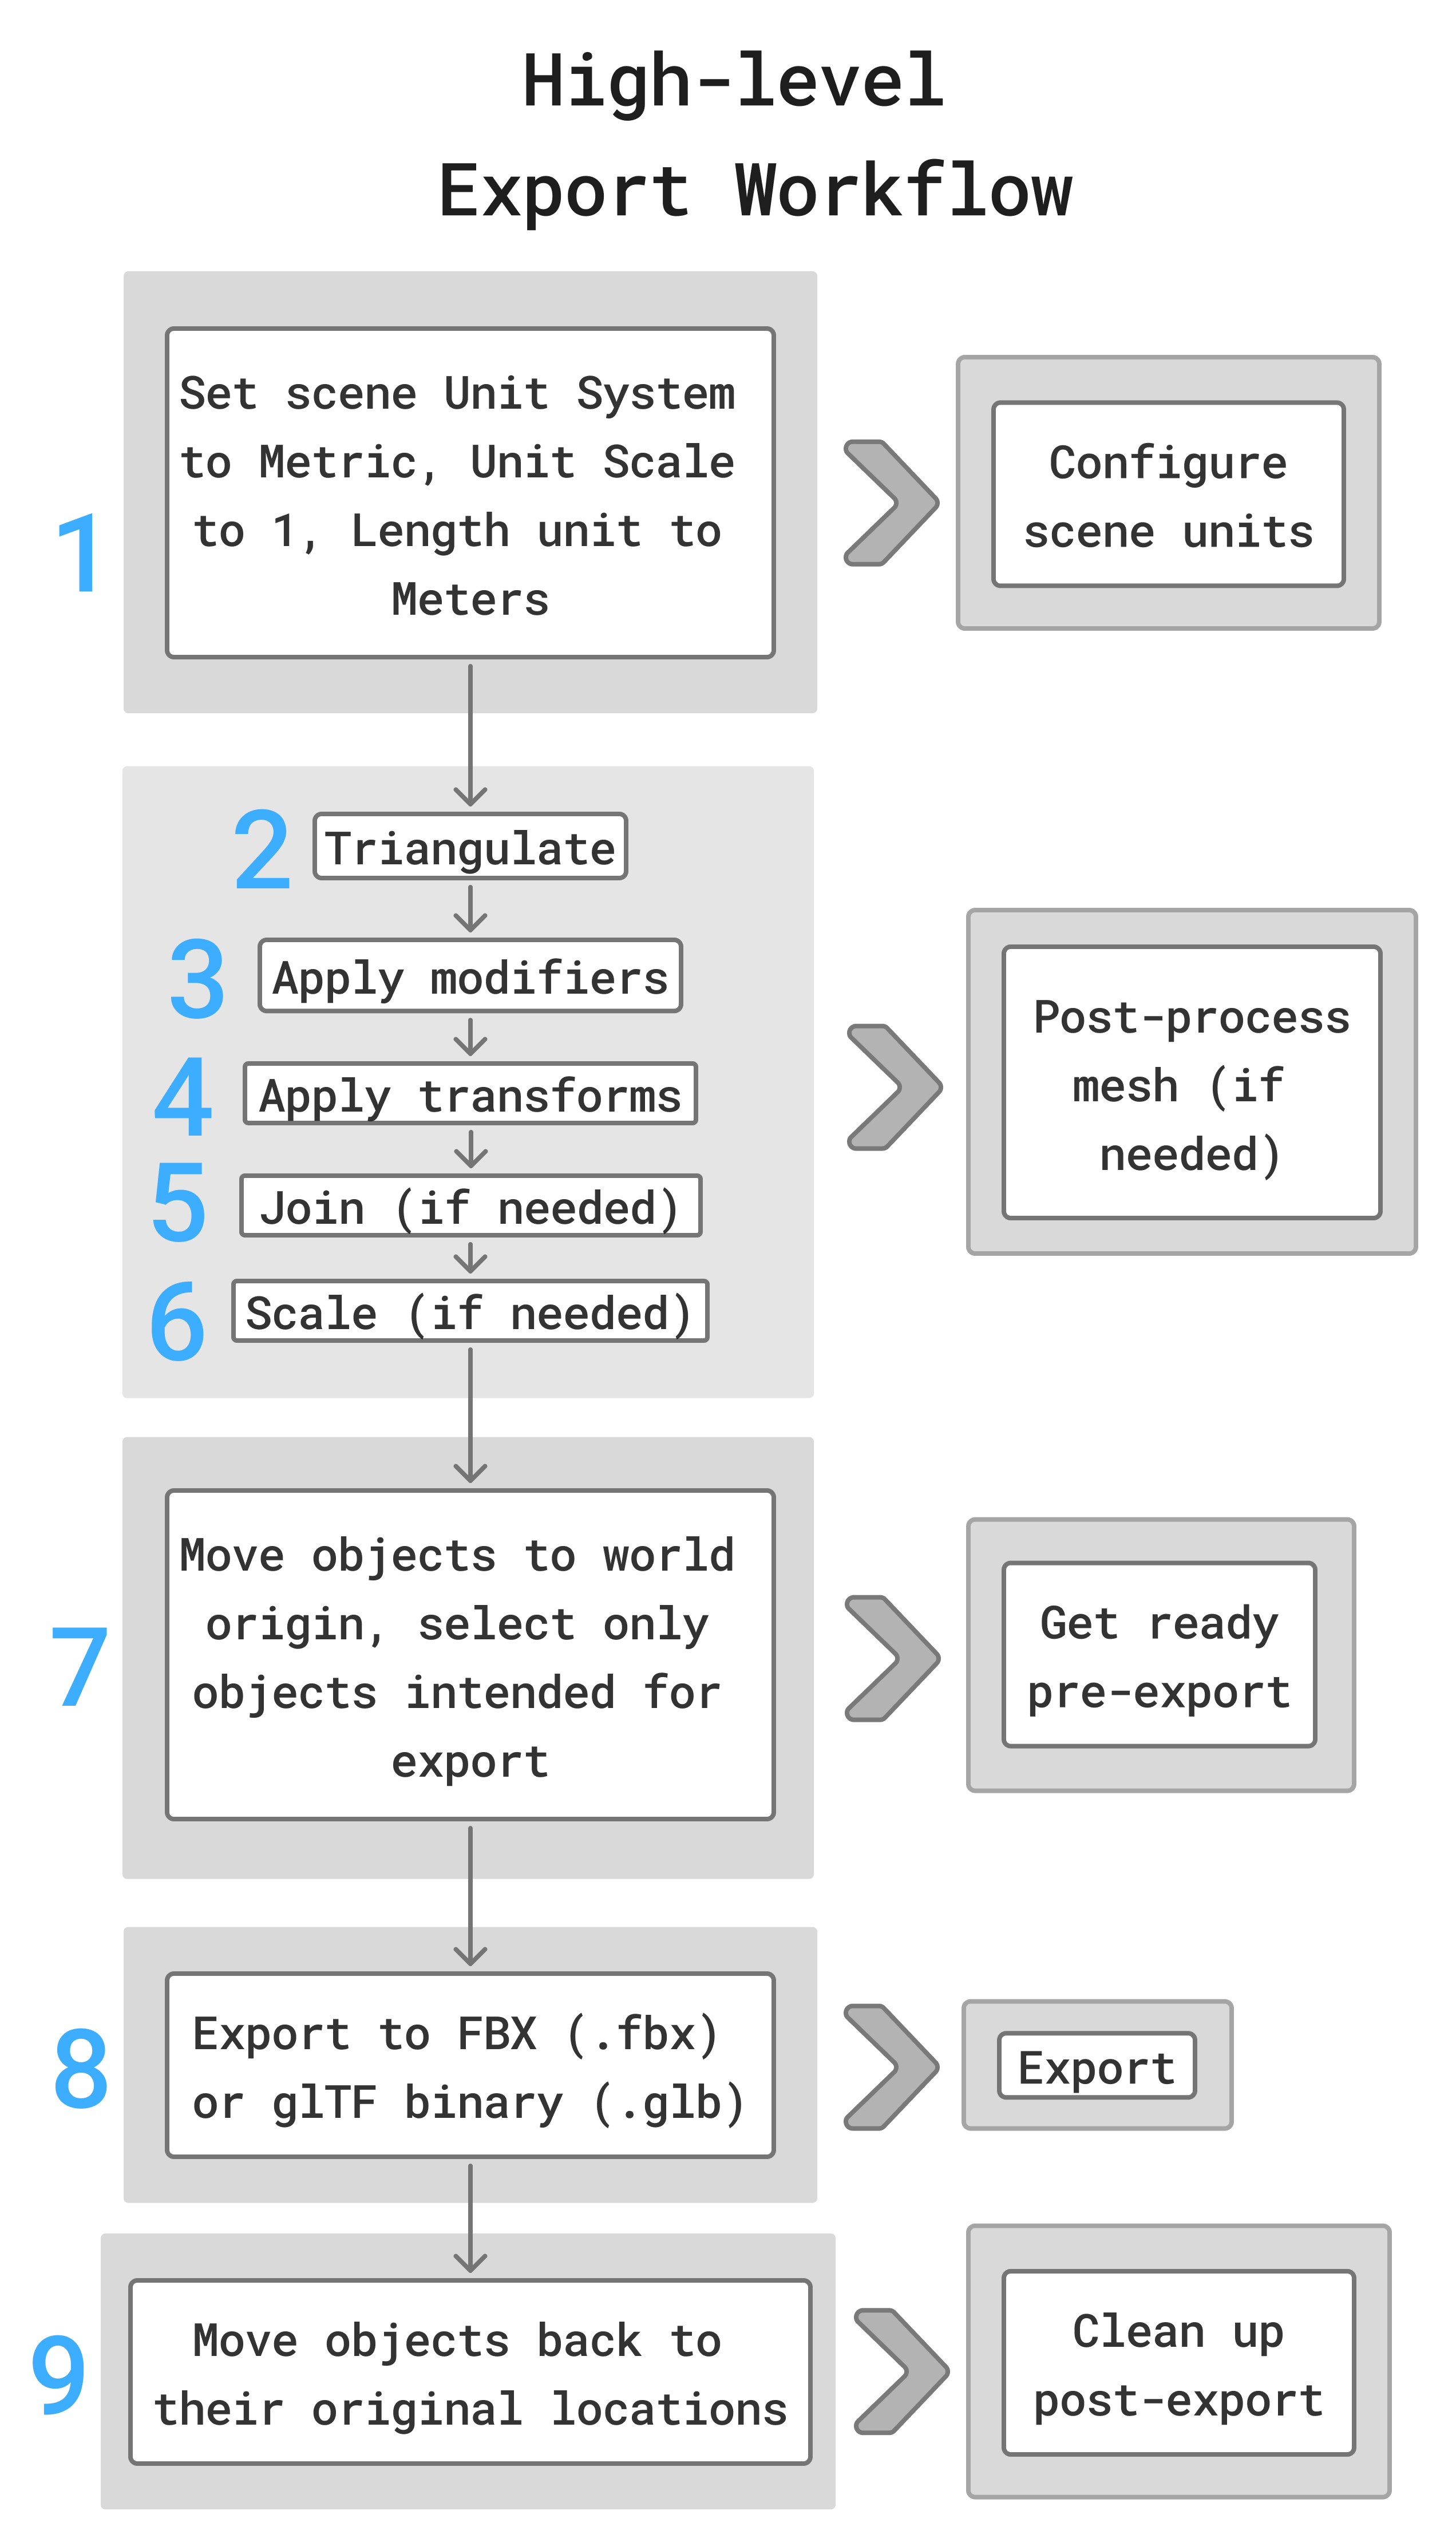 High-level
Export Workflow
1
Set scene Unit System
to Metric, Unit Scale
to 1, Length unit to
Meters
Configure
scene units
2
Triangulate
3
Apply modifiers
4
Apply transforms
5
Join (if needed)
6
Scale (if needed)
Post-process
mesh (if
needed)
7
Move objects to world
origin, select only
objects intended for
export
Get ready
pre-export
8
Export to FBX (.fbx)
or glTF binary (.glb)
Export
9
Move objects back to
their original locations
Clean up
post-export